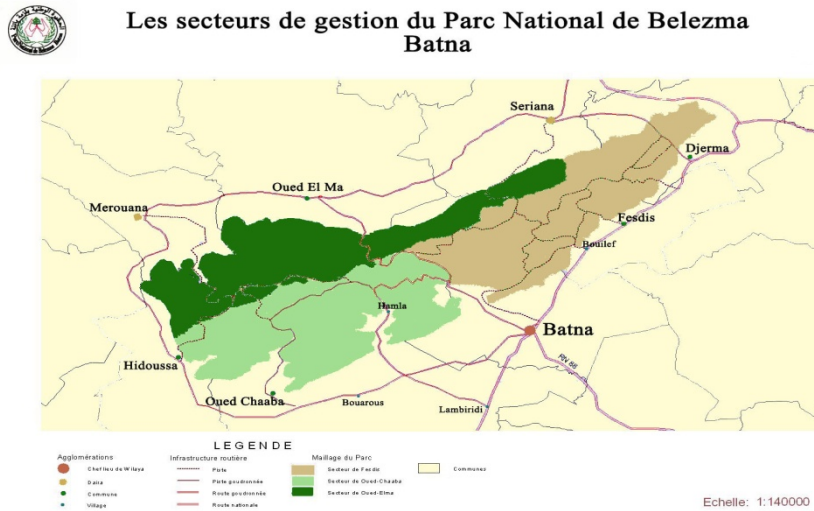 Les secteurs de gestion du Parc National de Belezma
Batna
Seriana
Djerma
Oued El Ma
Merouana
Fesdis
Bouilef
Hamla
Batna
Hidoussa
RN
Oued Chaaba
Bouarous
Lambiridi
LEGENDE
Agglomérations
Infrastructure routière
Maillage du Parc
Chef lieu de Wilaya
Piste
Secteur de Fesdis
Communes
Daira
Piste goudronnée
Secteur de Oued-Chaaba
Commune
Route goudronnée
Secteur de Oued-Elma
Village
Route nationale
Echelle: 1:140000